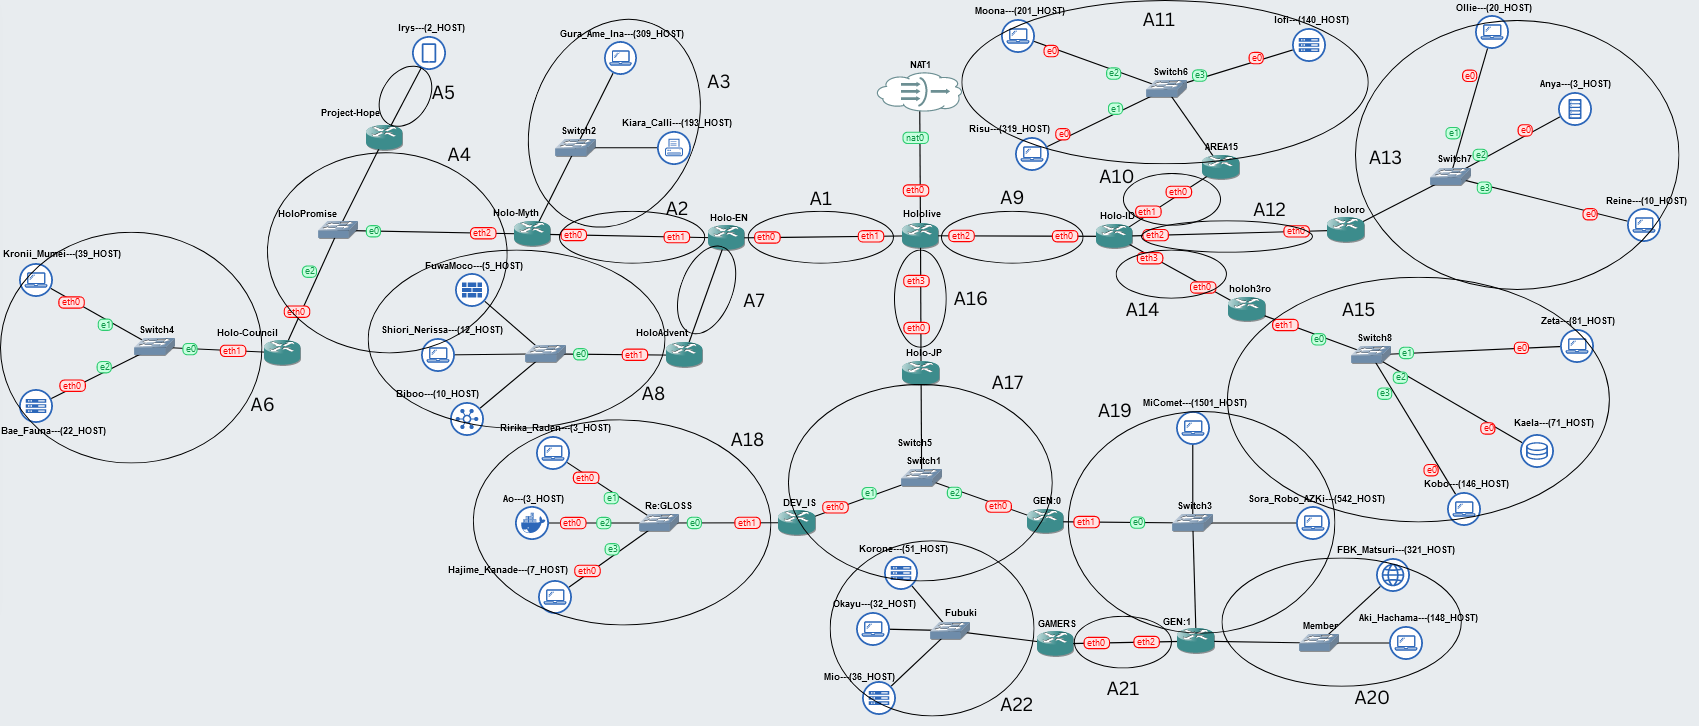 Moona---(201_HOST)
A11
Iofi---(140_HOST)
Ollie---(20_HOST)
Irys---(2_HOST)
Gura_Ame_Ina---(309_HOST)
e0
e0
NAT1
e2
Switch6
e3
e0
Anya---(3_HOST)
A3
A5
e1
Project-Hope
Kiara_Calli---(193_HOST)
Switch2
nat0
Risu---(319_HOST)
e0
e1
e0
AREA15
e2
Switch7
A13
A4
A10
eth0
eth0
e3
A1
A9
A12
Reine---(10_HOST)
HoloPromise
Holo-Myth
A2
Holo-EN
Hololive
Holo-ID
eth1
holoro
e0
e0
eth2
eth0
eth1
eth0
eth1
eth2
eth0
eth2
eth0
Kronii_Mumei---(39_HOST)
e2
FuwaMoco---(5_HOST)
eth3
eth3
eth0
holoh3ro
A7
A16
A14
A15
eth0
eth0
Switch4
e1
Holo-Council
Shiori_Nerissa---(12_HOST)
HoloAdvent
eth0
eth1
e0
Switch8
Zeta---(81_HOST)
e0
eth1
e0
eth1
Holo-JP
e1
e0
e2
eth0
e2
e3
Biboo---(10_HOST)
A8
A17
A6
Bae_Fauna---(22_HOST)
MiComet---(1501_HOST)
A19
Kaela---(71_HOST)
e0
Ririka_Raden---(3_HOST)
A18
Switch5
Switch1
eth0
e0
Kobo---(146_HOST)
Ao---(3_HOST)
e1
Re:GLOSS
DEV_IS
e1
e2
GEN:0
Sora_Robo_AZKi---(542_HOST)
Switch3
eth0
eth0
eth0
e2
e0
eth1
eth1
e0
e3
Korone---(51_HOST)
FBK_Matsuri---(321_HOST)
Hajime_Kanade---(7_HOST)
eth0
Okayu---(32_HOST)
Fubuki
GAMERS
GEN:1
Member
Aki_Hachama---(148_HOST)
eth0
eth2
Mio---(36_HOST)
A22
A21
A20